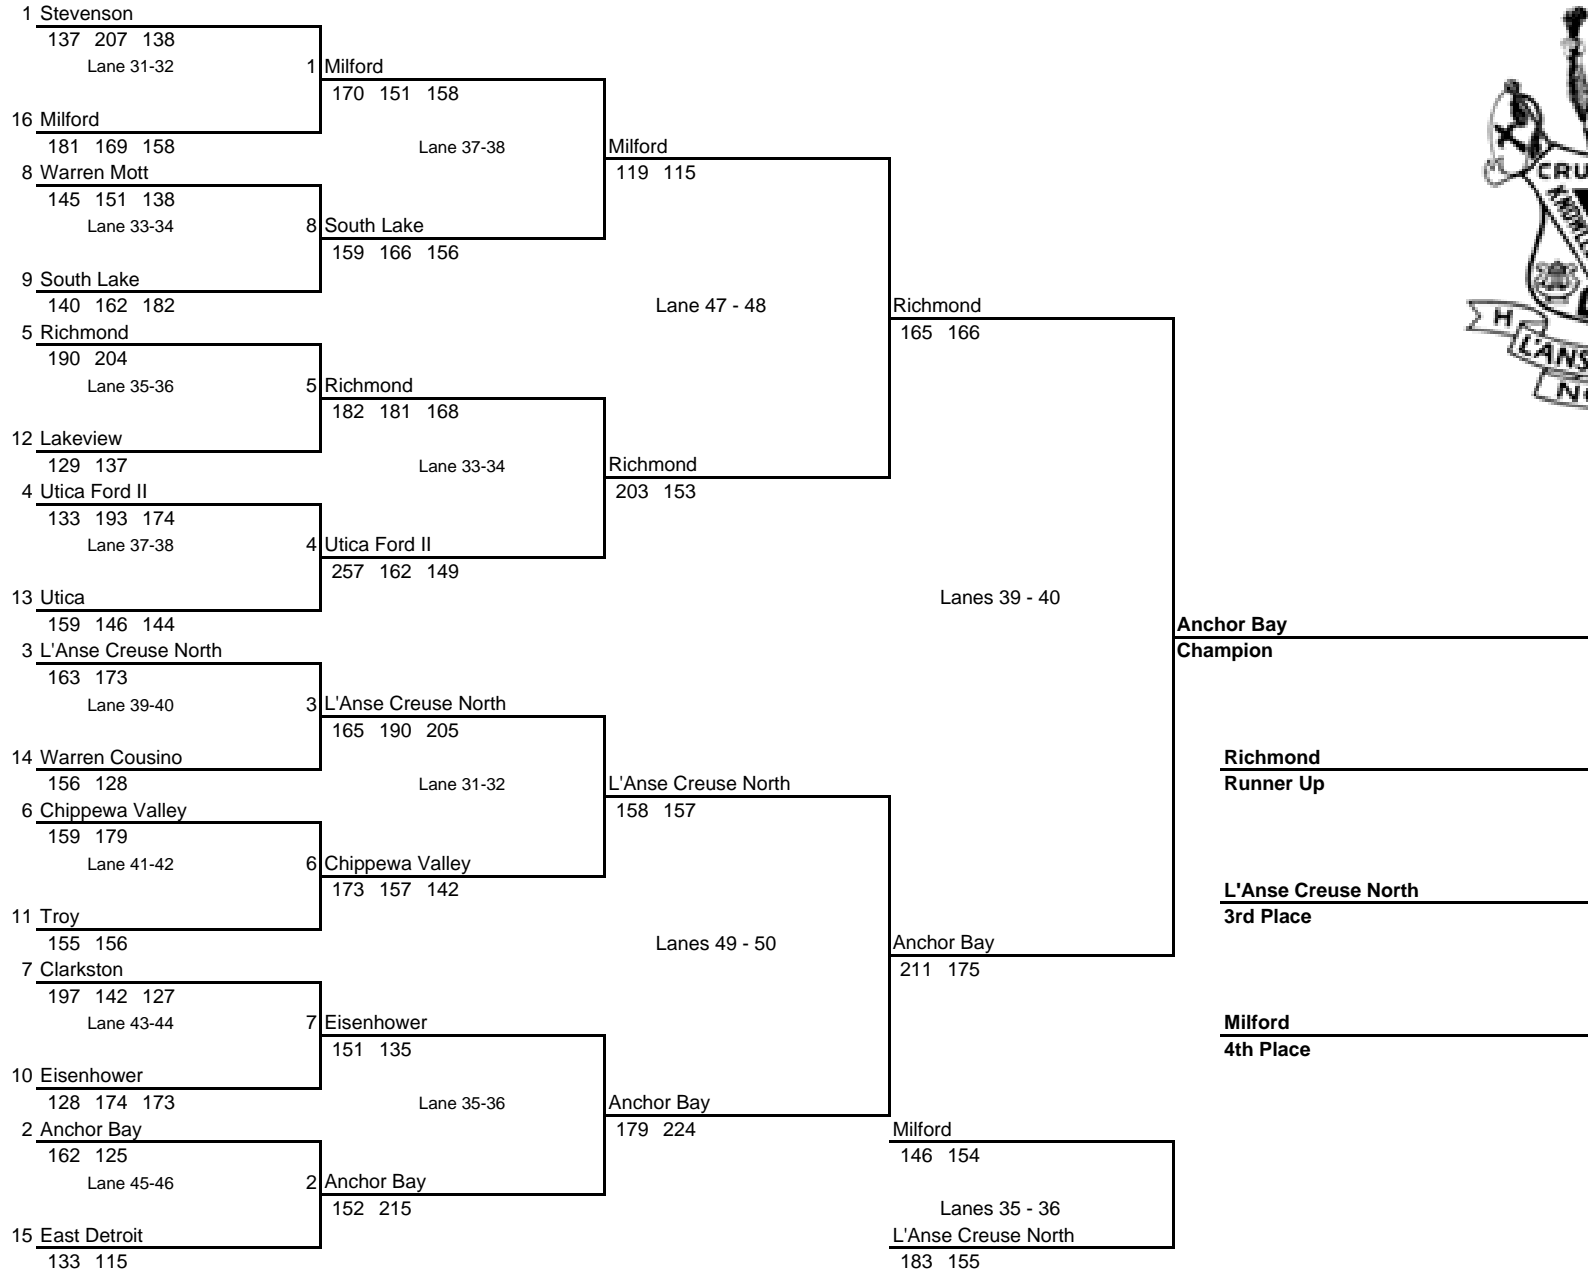 1 Stevenson
137 207 138
Lane 31-32
1 Milford
170 151 158
16 Milford
181 169 158
Lane 37-38
Milford
119 115
8 Warren Mott
145 151 138
Lane 33-34
8 South Lake
159 166 156
9 South Lake
140 162 182
Lane 47 - 48
Richmond
165 166
5 Richmond
190 204
Lane 35-36
5 Richmond
182 181 168
12 Lakeview
129 137
Lane 33-34
Richmond
203 153
4 Utica Ford II
133 193 174
Lane 37-38
4 Utica Ford II
257 162 149
13 Utica
159 146 144
Lanes 39 - 40
Anchor Bay
Champion
3 L'Anse Creuse North
163 173
Lane 39-40
3 L'Anse Creuse North
165 190 205
14 Warren Cousino
156 128
Lane 31-32
L'Anse Creuse North
158 157
Richmond
Runner Up
6 Chippewa Valley
159 179
Lane 41-42
6 Chippewa Valley
173 157 142
L'Anse Creuse North
3rd Place
11 Troy
155 156
Lanes 49 - 50
Anchor Bay
211 175
7 Clarkston
197 142 127
Lane 43-44
7 Eisenhower
151 135
Milford
4th Place
10 Eisenhower
128 174 173
Lane 35-36
Anchor Bay
179 224
2 Anchor Bay
162 125
Lane 45-46
2 Anchor Bay
152 215
15 East Detroit
133 115
Milford
146 154
Lanes 35 - 36
L'Anse Creuse North
183 155
CRU
H
L'ANS